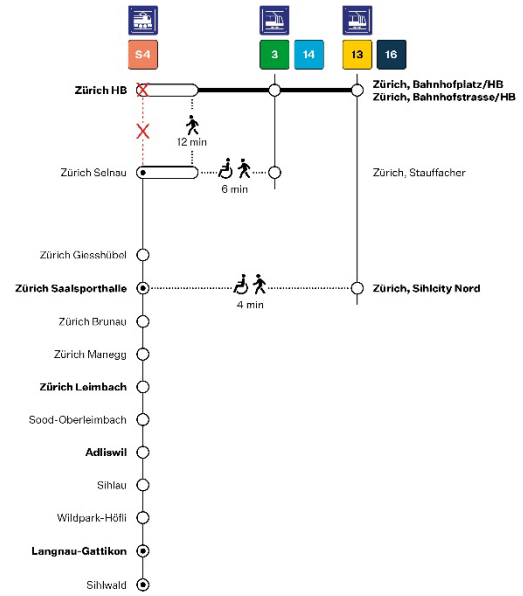 S4 3 14 13 16
Zürich HB
Zürich, Bahnhofplatz/HB
Zürich, Bahnhofstrasse/HB
12 min
Zürich Selnau
Zürich, Stauffacher
6 min
Zürich Giesshübel
Zürich Saalsporthalle
Zürich, Sihlcity Nord
4 min
Zürich Brunau
Zürich Manegg
Zürich Leimbach
Sood-Oberleimbach
Adliswil
Sihlau
Wildpark-Höfli
Langnau-Gattikon
Sihlwald